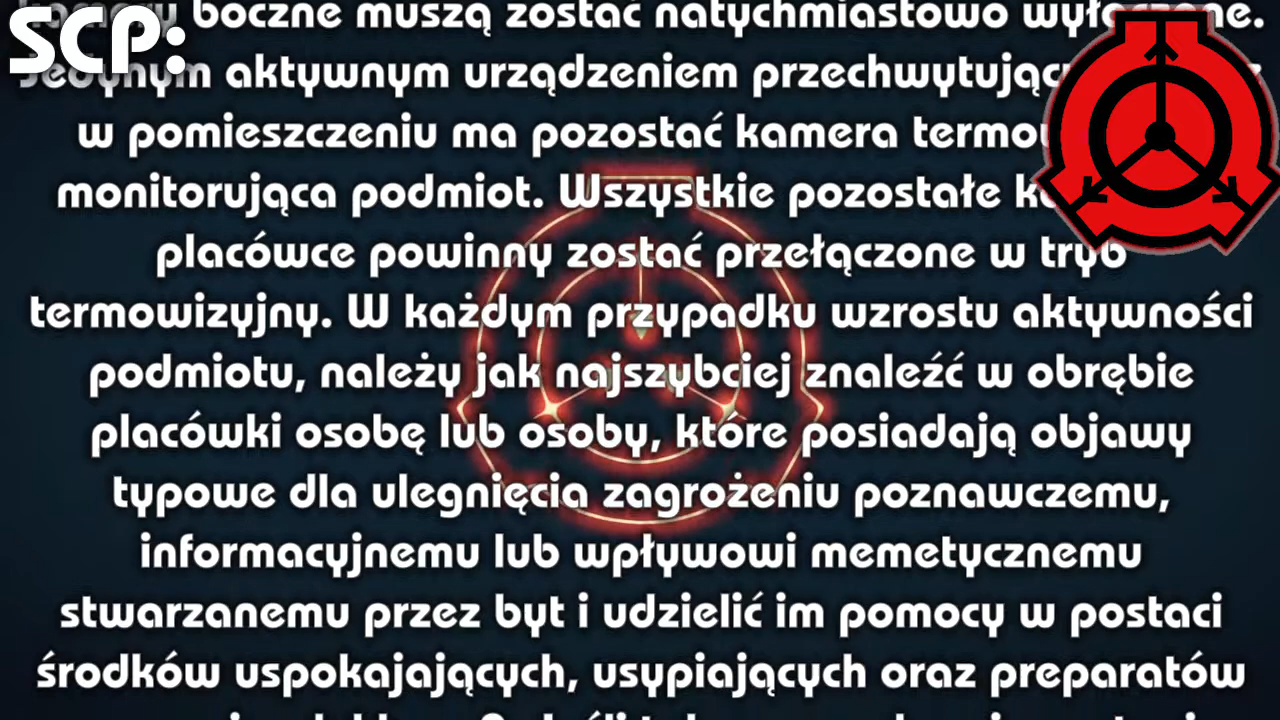 SCP:
boczne muszą zostać natychmiastowo
Jedynym aktywnym urządzeniem
w pomieszczeniu ma pozostać kamera
monitorująca podmiot. Wszystkie pozostałe
placówce powinny zostać przełączone w tryb
termowizyjny. W każdym przypadku wzrostu aktywności
podmiotu, należy jak najszybciej znaleźć w obrębie
placówki osobę lub osoby, które posiadają objawy
typowe dla ulegnięcia zagrożeniu poznawczemu,
informacyjnemu lub wpływowi memetycznemu
stwarzanemu przez byt i udzielić im pomocy w postaci
środków uspokajających, usypiających oraz preparatów